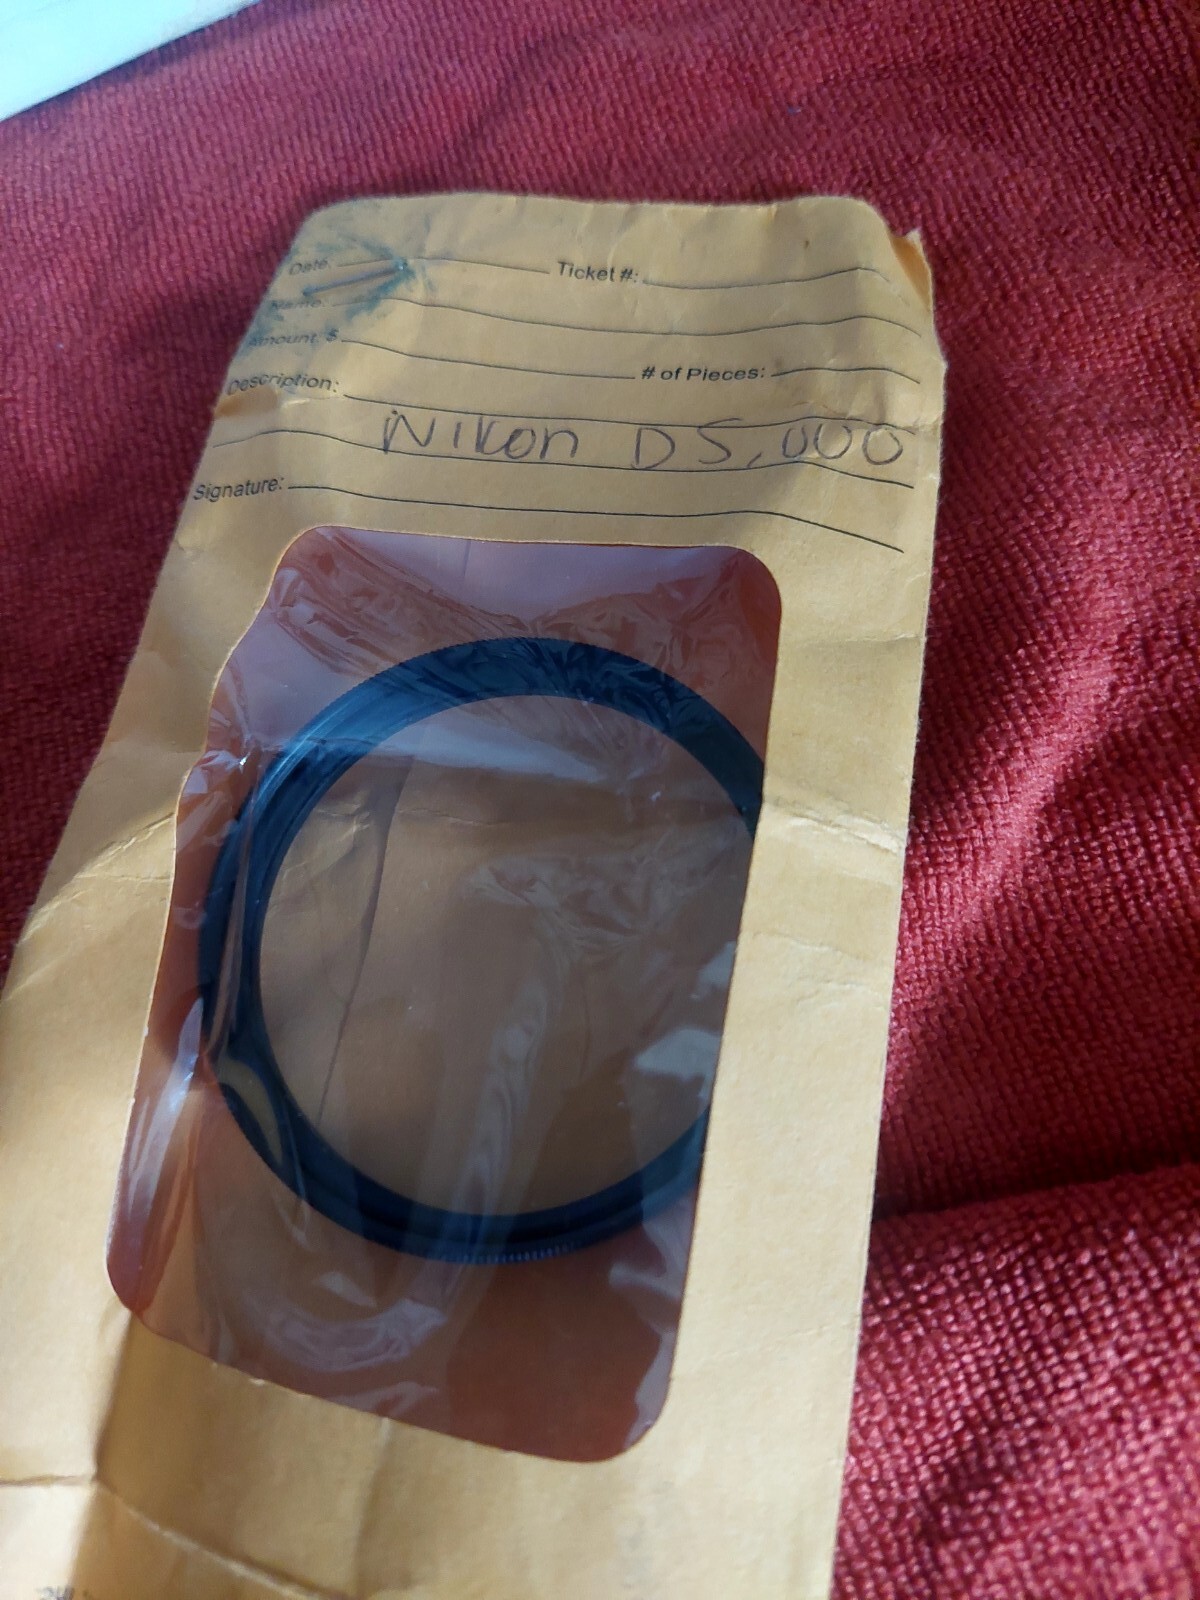 Date: Ticket #:
Name:
Amount $ # of Pieces:
Description:
Nikon D5,000
Signature: